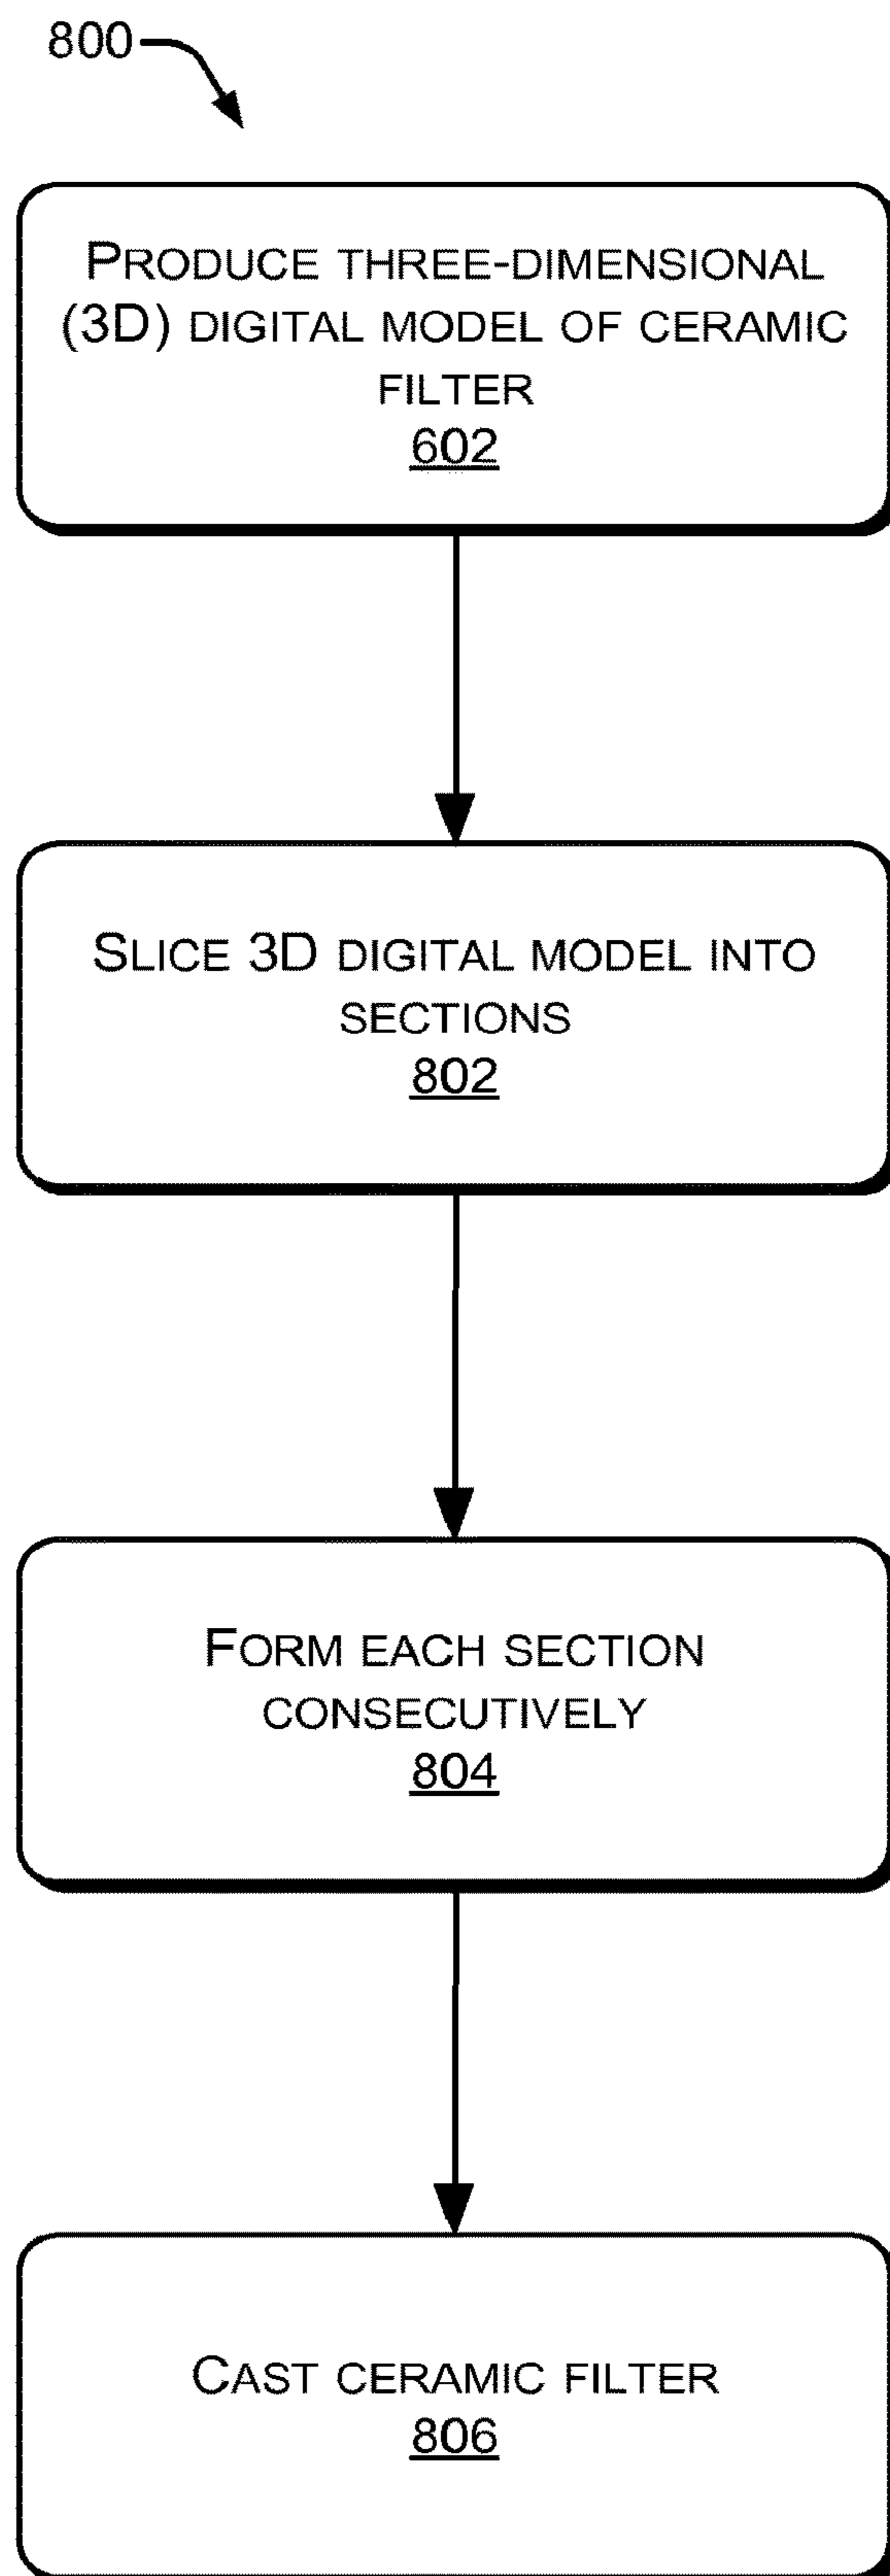 800
PRODUCE THREE-DIMENSIONAL
(3D) DIGITAL MODEL OF CERAMIC
FILTER
602
SLICE 3D DIGITAL MODEL INTO
SECTIONS
802
FORM EACH SECTION
CONSECUTIVELY
804
CAST CERAMIC FILTER
806